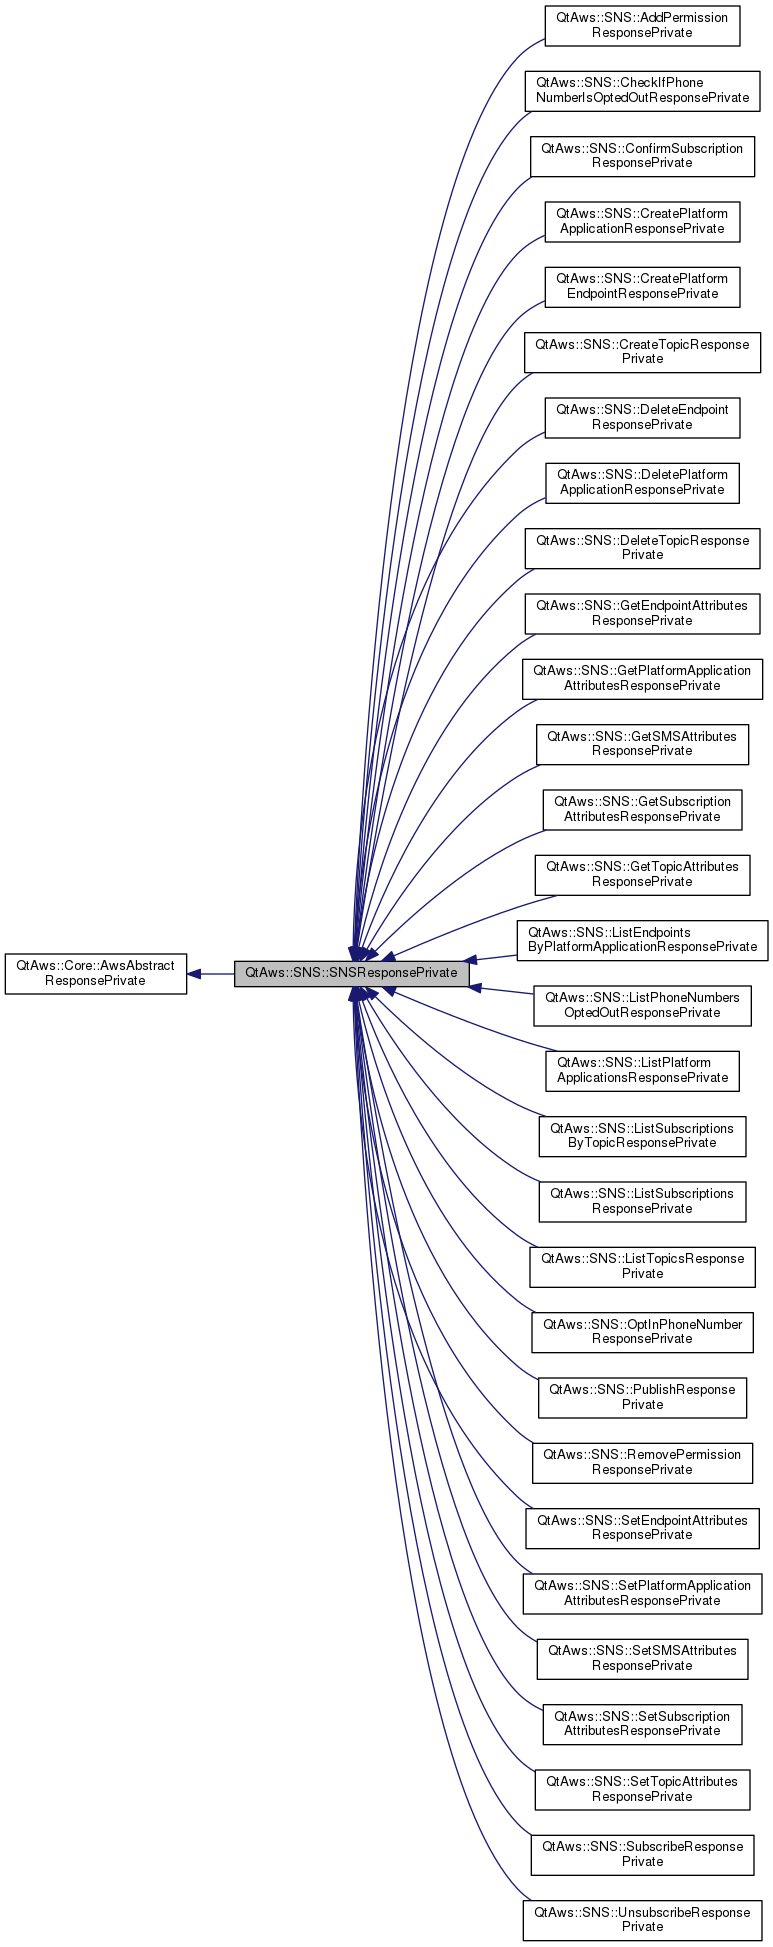 QtAws::SNS::AddPermission
ResponsePrivate
QtAws::SNS::CheckIfPhone
NumberIsOptedOutResponsePrivate
QtAws::SNS::ConfirmSubscription
ResponsePrivate
QtAws::SNS::CreatePlatform
ApplicationResponsePrivate
QtAws::SNS::CreatePlatform
EndpointResponsePrivate
QtAws::SNS::CreateTopicResponse
Private
QtAws::SNS::DeleteEndpoint
ResponsePrivate
QtAws::SNS::DeletePlatform
ApplicationResponsePrivate
QtAws::SNS::DeleteTopicResponse
Private
QtAws::SNS::GetEndpointAttributes
ResponsePrivate
QtAws::SNS::GetPlatformApplication
AttributesResponsePrivate
QtAws::SNS::GetSMSAttributes
ResponsePrivate
QtAws::SNS::GetSubscription
AttributesResponsePrivate
QtAws::SNS::GetTopicAttributes
ResponsePrivate
QtAws::SNS::ListEndpoints
ByPlatformApplicationResponsePrivate
QtAws::Core::AwsAbstract
ResponsePrivate
QtAws::SNS::SNSResponsePrivate
QtAws::SNS::ListPhoneNumbers
OptedOutResponsePrivate
QtAws::SNS::ListPlatform
ApplicationsResponsePrivate
QtAws::SNS::ListSubscriptions
ByTopicResponsePrivate
QtAws::SNS::ListSubscriptions
ResponsePrivate
QtAws::SNS::ListTopicsResponse
Private
QtAws::SNS::OptInPhoneNumber
ResponsePrivate
QtAws::SNS::PublishResponse
Private
QtAws::SNS::RemovePermission
ResponsePrivate
QtAws::SNS::SetEndpointAttributes
ResponsePrivate
QtAws::SNS::SetPlatformApplication
AttributesResponsePrivate
QtAws::SNS::SetSMSAttributes
ResponsePrivate
QtAws::SNS::SetSubscription
AttributesResponsePrivate
QtAws::SNS::SetTopicAttributes
ResponsePrivate
QtAws::SNS::SubscribeResponse
Private
QtAws::SNS::UnsubscribeResponse
Private